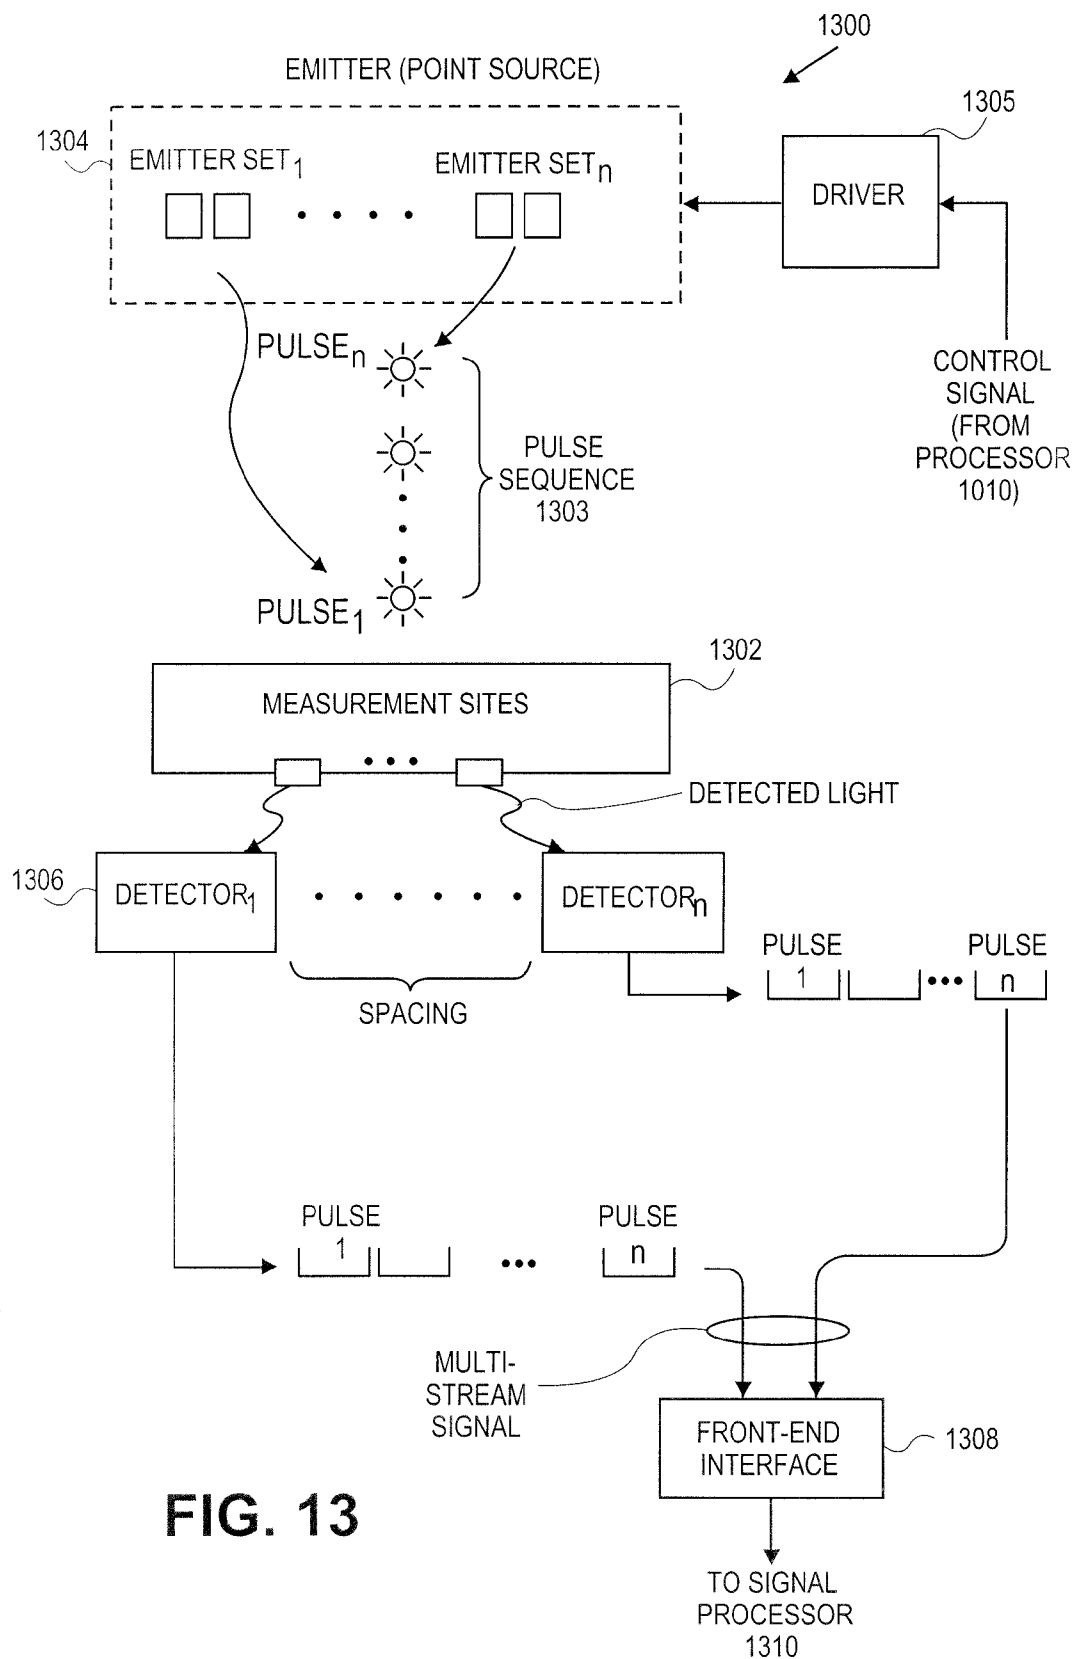 1300
EMITTER (POINT SOURCE)
1304
1305
EMITTER SET1
EMITTER SETn
DRIVER
PULSEn
CONTROL
SIGNAL
(FROM
PROCESSOR
1010)
PULSE
SEQUENCE
1303
PULSE1
1302
MEASUREMENT SITES
DETECTED LIGHT
1306
DETECTOR1
DETECTORn
PULSE
1
PULSE
n
SPACING
PULSE
1
PULSE
n
MULTI-
STREAM
SIGNAL
FRONT-END
INTERFACE
1308
FIG. 13
TO SIGNAL
PROCESSOR
1310